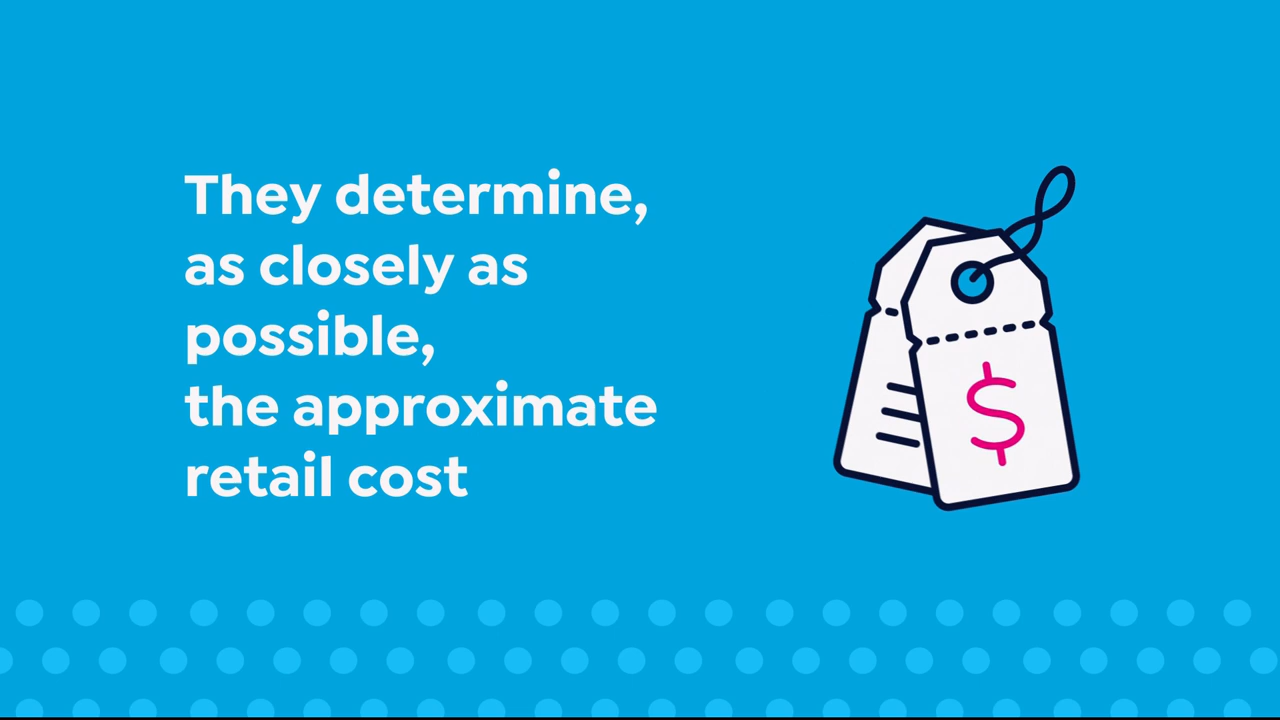 They determine,
as closely as
possible,
the approximate
retail cost
$